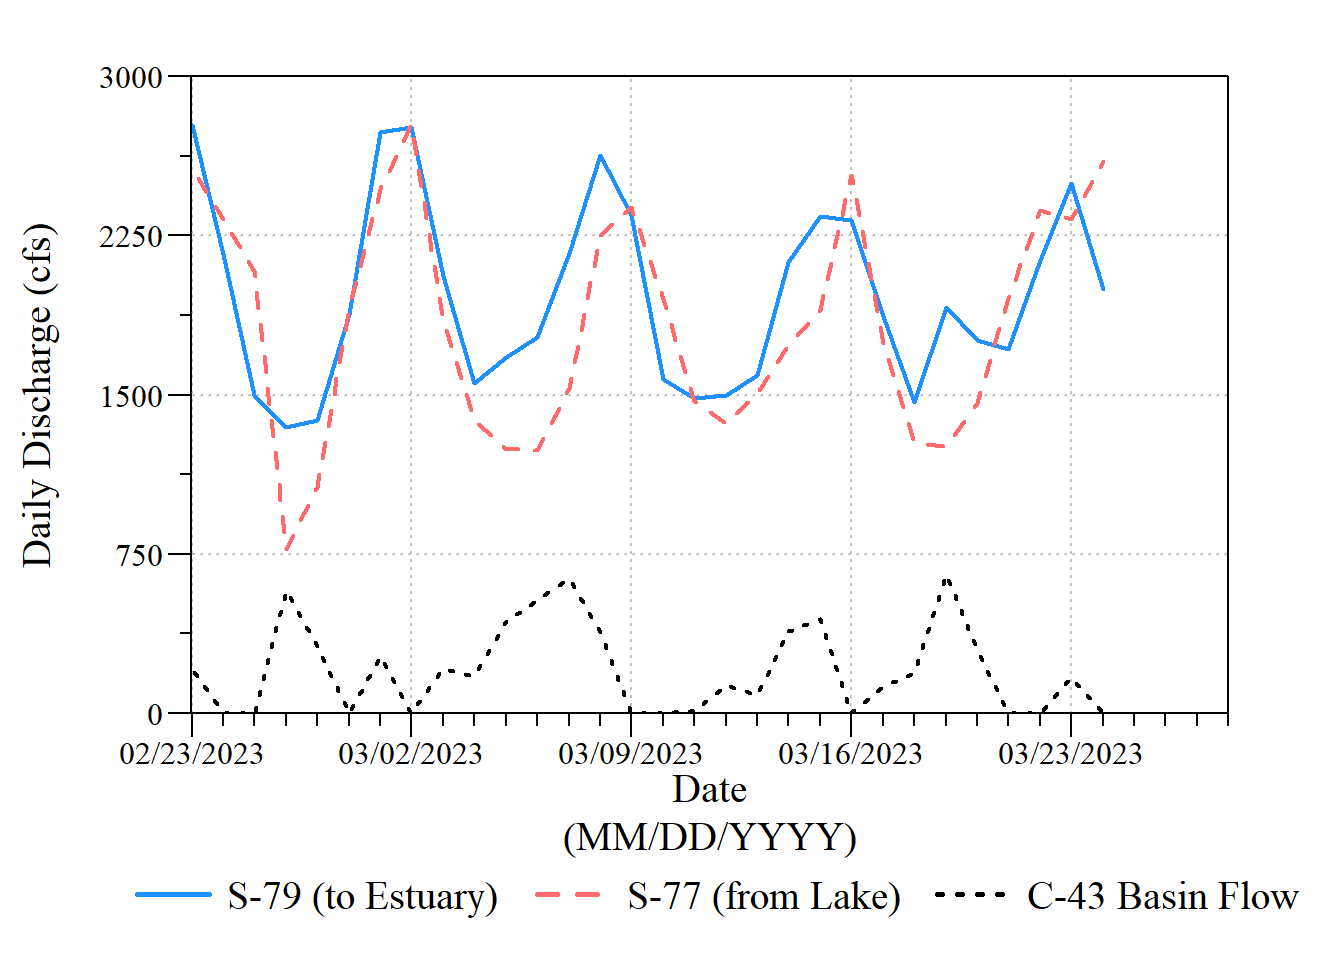 3000
2250
1500
750
0
Daily Discharge (cfs)
02/23/2023 03/02/2023 03/09/2023 03/16/2023 03/23/2023
Date
(MM/DD/YYYY)
S-79 (to Estuary) S-77 (from Lake) C-43 Basin Flow